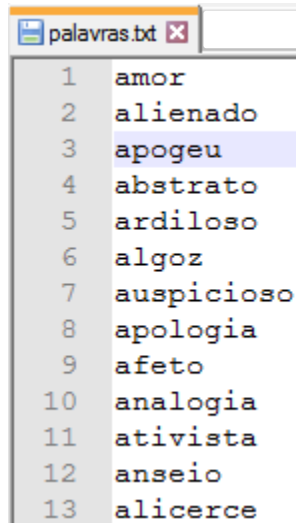 palavras.txt
1 amor
2 alienado
3 apogeu
4 abstrato
5 ardiloso
6 algoz
7 auspicioso
8 apologia
9 afeto
10 analogia
11 ativista
12 anseio
13 alicerce